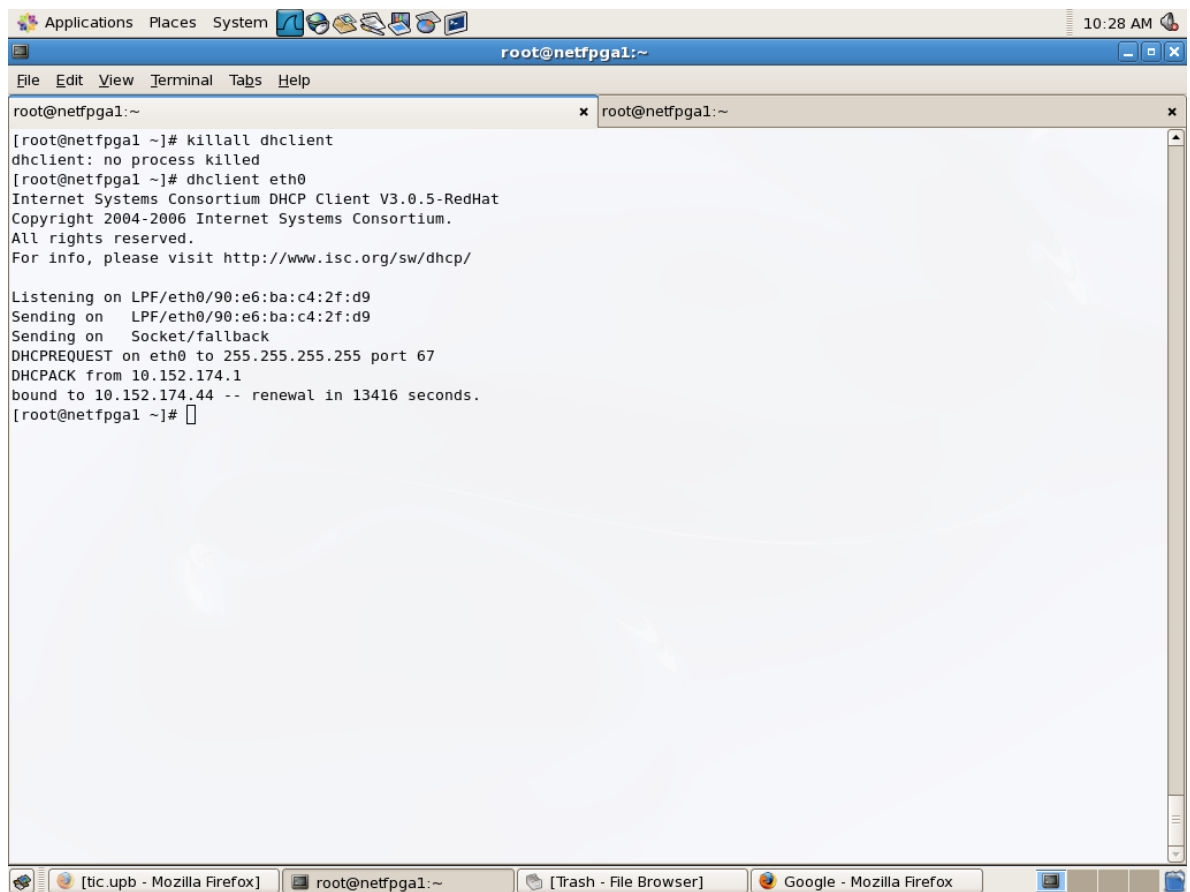 Applications Places System 10:28 AM
root@netfpga1:~
File Edit View Terminal Tabs Help
root@netfpga1:~ root@netfpga1:~
[root@netfpga1 ~]# killall dhclient
dhclient: no process killed
[root@netfpga1 ~]# dhclient eth0
Internet Systems Consortium DHCP Client V3.0.5-RedHat
Copyright 2004-2006 Internet Systems Consortium.
All rights reserved.
For info, please visit http://www.isc.org/sw/dhcp/
Listening on LPF/eth0/90:e6:ba:c4:2f:d9
Sending on   LPF/eth0/90:e6:ba:c4:2f:d9
Sending on   Socket/fallback
DHCPREQUEST on eth0 to 255.255.255.255 port 67
DHCPACK from 10.152.174.1
bound to 10.152.174.44 -- renewal in 13416 seconds.
[root@netfpga1 ~]#
[tic.upb - Mozilla Firefox] root@netfpga1:~ [Trash - File Browser] Google - Mozilla Firefox